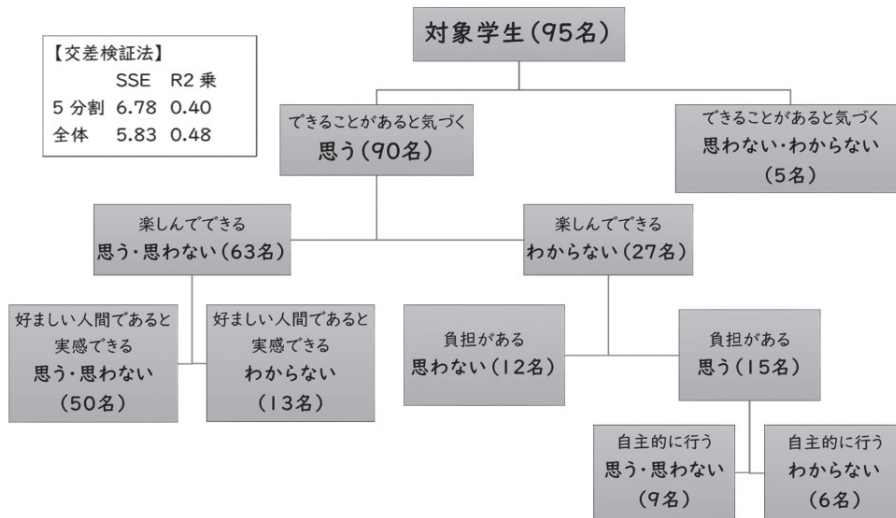 対象学生(95名)
【交差検証法】
SSE R2乗
5分割 6.78 0.40
全体 5.83 0.48
できることがあると気づく
思う(90名)
できることがあると気づく
思わない・わからない
(5名)
楽しんでできる
思う・思わない(63名)
楽しんでできる
わからない(27名)
好ましい人間であると
実感できる
思う・思わない
(50名)
好ましい人間であると
実感できる
わからない
(13名)
負担がある
思わない(12名)
負担がある
思う(15名)
自主的に行う
思う・思わない
(9名)
自主的に行う
わからない
(6名)